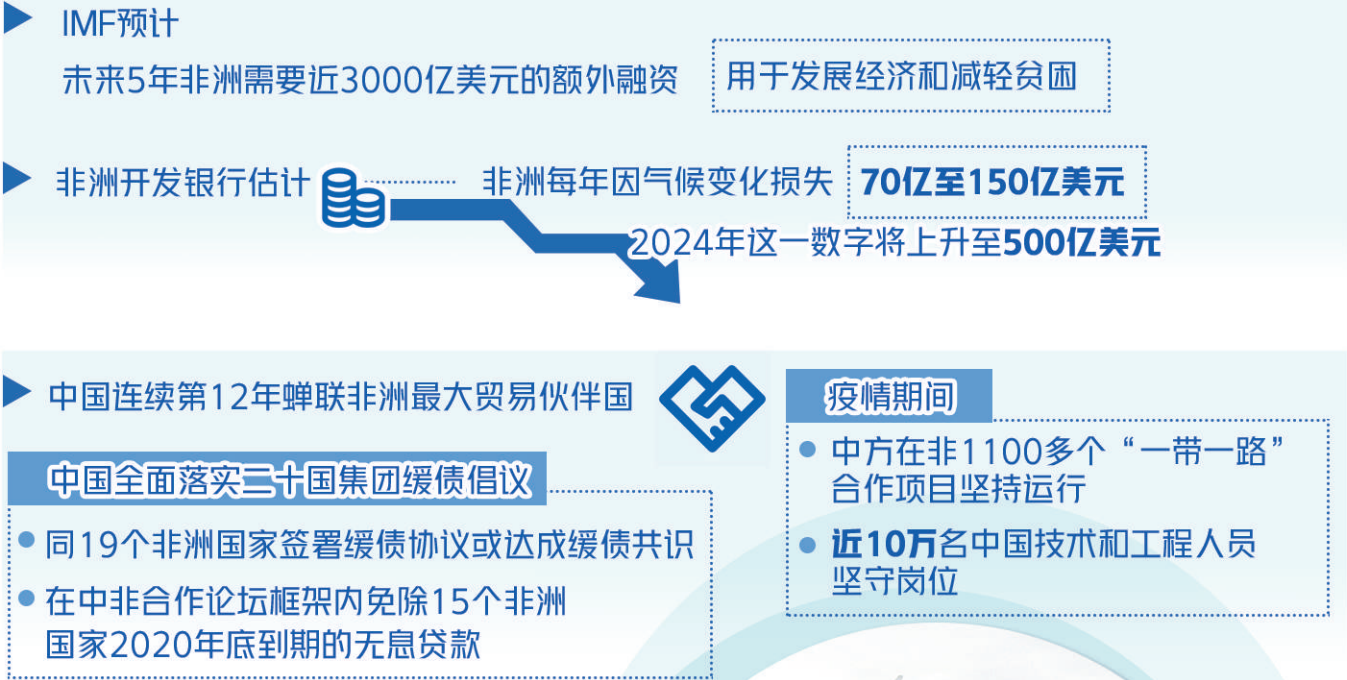 IMF预计
未来5年非洲需要近3000亿美元的额外融资 用于发展经济和减轻贫困
非洲开发银行估计 非洲每年因气候变化损失 70亿至150亿美元
2024年这一数字将上升至500亿美元
中国连续第12年蝉联非洲最大贸易伙伴国
中国全面落实二十国集团缓债倡议
同19个非洲国家签署缓债协议或达成缓债共识
在中非合作论坛框架内免除15个非洲
国家2020年底到期的无息贷款
疫情期间
中方在非1100多个“一带一路”
合作项目坚持运行
近10万名中国技术和工程人员
坚守岗位